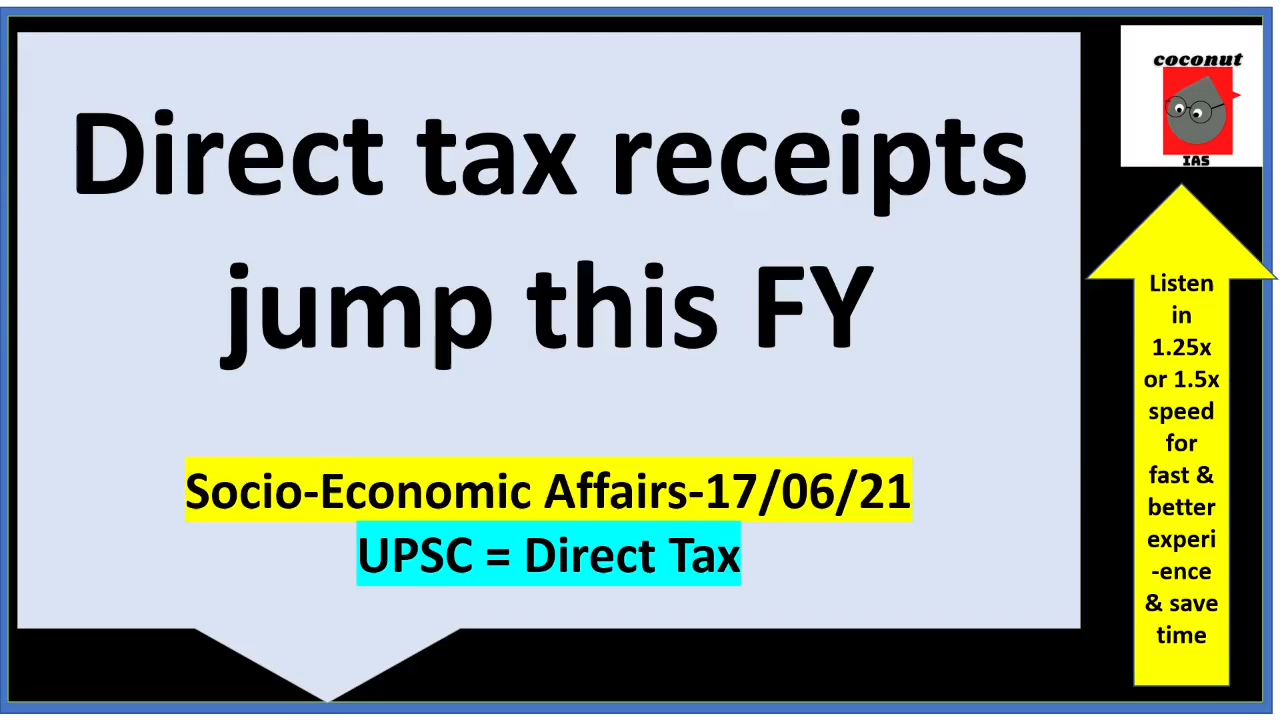 Direct tax receipts
jump this FY
Socio-Economic Affairs-17/06/21
UPSC = Direct Tax
coconut
IAS
Listen
in
1.25x
or 1.5x
speed
for
fast &
better
experi
-ence
& save
time